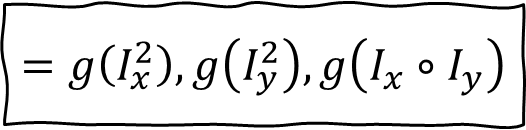 = g(I_x^2), g(I_y^2), g(I_x ∘ I_y)